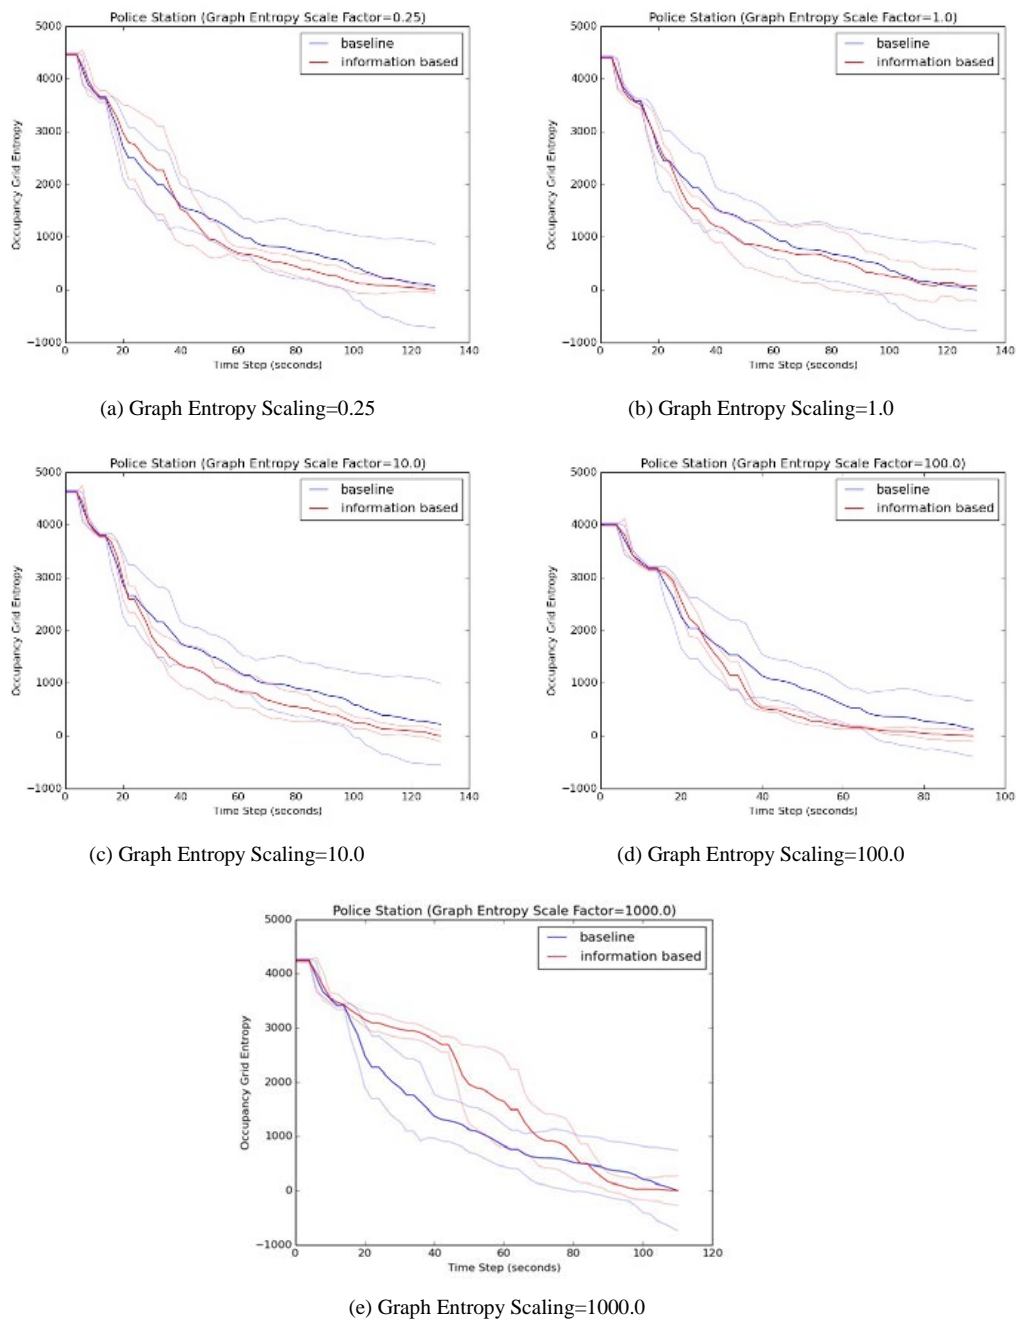 Police Station (Graph Entropy Scale Factor=0.25)
5000
4000
3000
2000
1000
0
−1000
Occupancy Grid Entropy
baseline
information based
0 20 40 60 80 100 120 140
Time Step (seconds)
(a) Graph Entropy Scaling=0.25
Police Station (Graph Entropy Scale Factor=1.0)
5000
4000
3000
2000
1000
0
−1000
Occupancy Grid Entropy
baseline
information based
0 20 40 60 80 100 120 140
Time Step (seconds)
(b) Graph Entropy Scaling=1.0
Police Station (Graph Entropy Scale Factor=10.0)
5000
4000
3000
2000
1000
0
−1000
Occupancy Grid Entropy
baseline
information based
0 20 40 60 80 100 120 140
Time Step (seconds)
(c) Graph Entropy Scaling=10.0
Police Station (Graph Entropy Scale Factor=100.0)
5000
4000
3000
2000
1000
0
−1000
Occupancy Grid Entropy
baseline
information based
0 20 40 60 80 100
Time Step (seconds)
(d) Graph Entropy Scaling=100.0
Police Station (Graph Entropy Scale Factor=1000.0)
5000
4000
3000
2000
1000
0
−1000
Occupancy Grid Entropy
baseline
information based
0 20 40 60 80 100 120
Time Step (seconds)
(e) Graph Entropy Scaling=1000.0